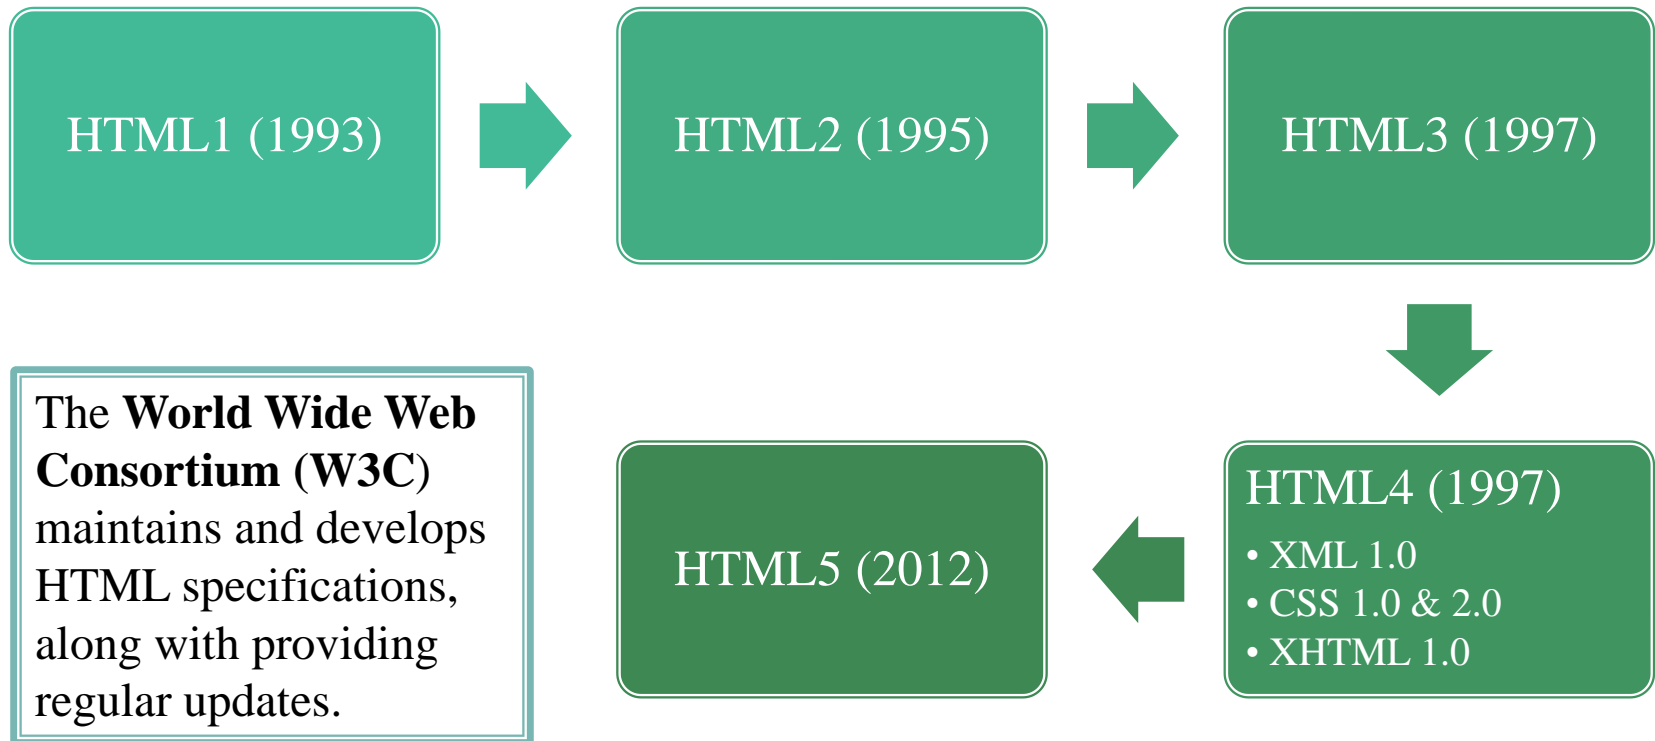 HTML1 (1993)
HTML2 (1995)
HTML3 (1997)
HTML4 (1997)
• XML 1.0
• CSS 1.0 & 2.0
• XHTML 1.0
HTML5 (2012)
The World Wide Web
Consortium (W3C)
maintains and develops
HTML specifications,
along with providing
regular updates.